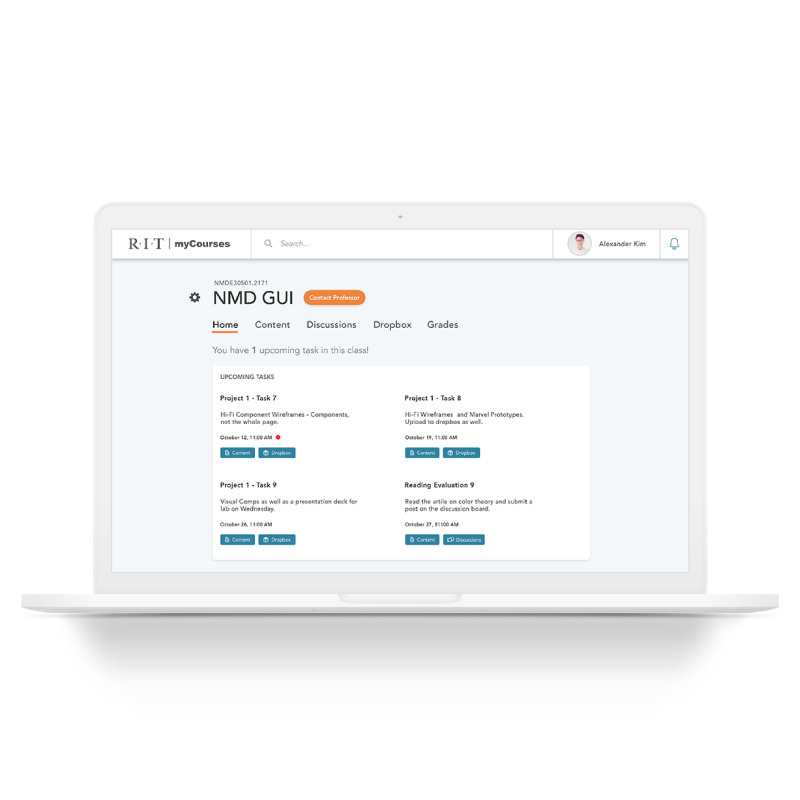 R·I·T | myCourses
Search...
Alexander Kim
NMDE30501.2171
NMD GUI
Contact Professor
Home Content Discussions Dropbox Grades
You have 1 upcoming task in this class!
UPCOMING TASKS
Project 1 - Task 7
Hi-Fi Component Wireframes - Components,
not the whole page.
October 12, 11:00 AM
Content Dropbox
Project 1 - Task 8
Hi-Fi Wireframes and Marvel Prototypes.
Upload to dropbox as well.
October 19, 11:00 AM
Content Dropbox
Project 1 - Task 9
Visual Comps as well as a presentation deck for
lab on Wednesday.
October 26, 11:00 AM
Content Dropbox
Reading Evaluation 9
Read the artile on color theory and submit a
post on the discussion board.
October 27, 01100 AM
Content Discussions